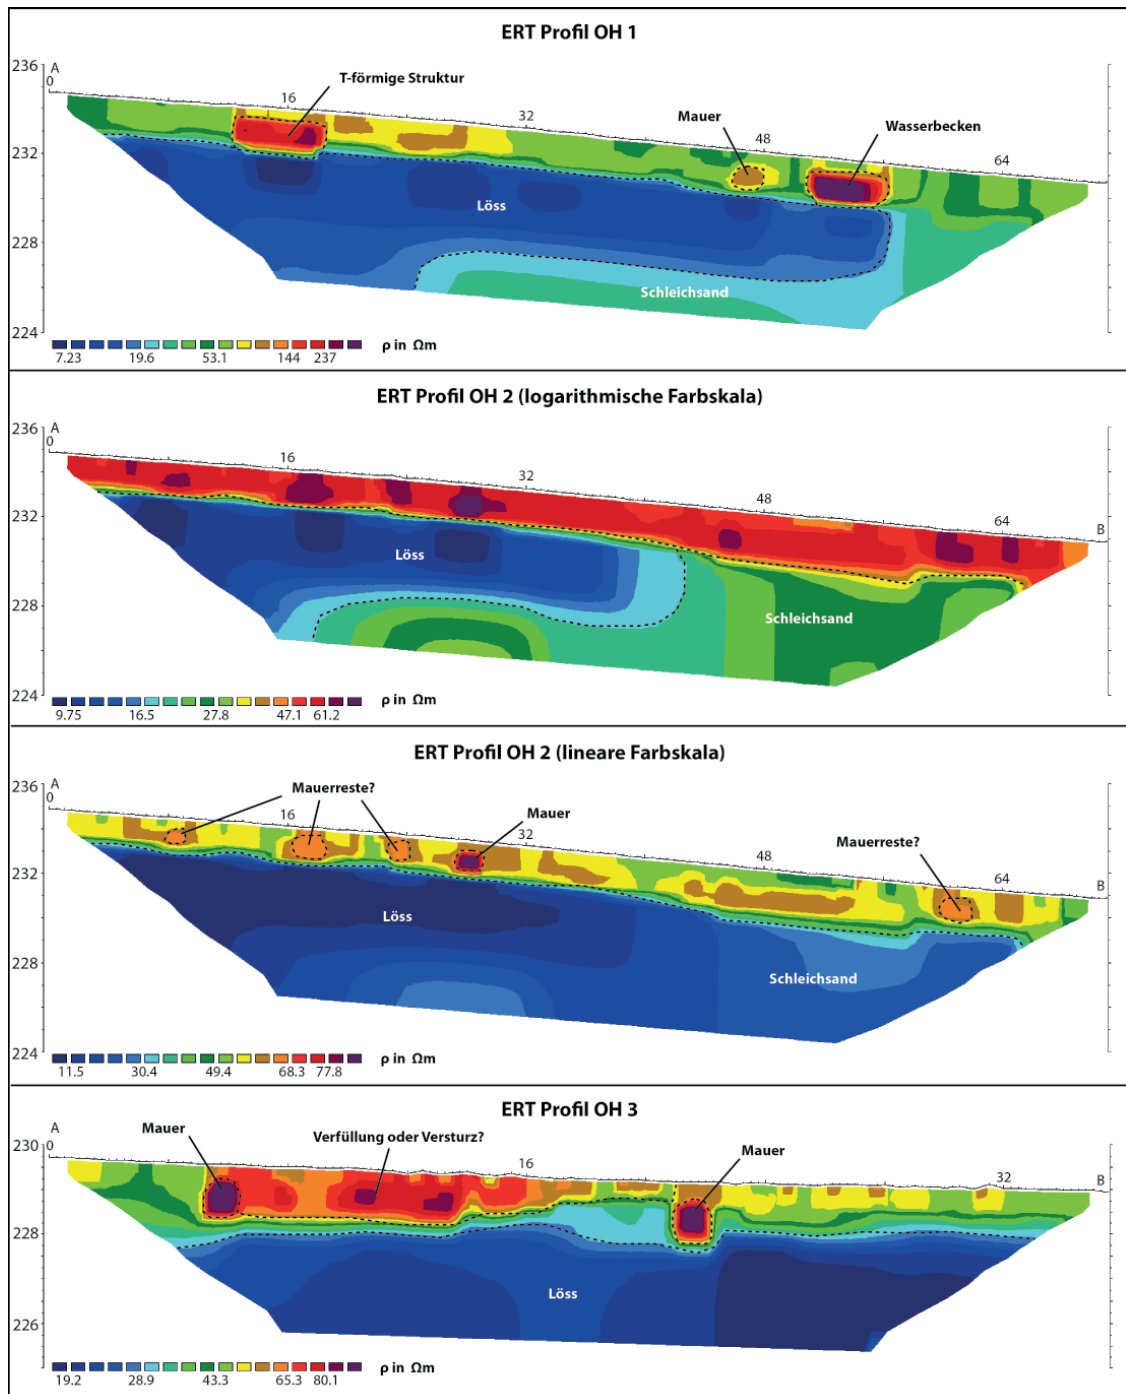 ERT Profil OH 1
236
A
0
T-förmige Struktur
16
32
Mauer
48
Wasserbecken
64
232
Löss
228
Schleichsand
224
7.23 19.6 53.1 144 237
ρ in Ωm
ERT Profil OH 2 (logarithmische Farbskala)
236
A
0
16
32
48
64
B
232
Löss
228
Schleichsand
224
9.75 16.5 27.8 47.1 61.2
ρ in Ωm
ERT Profil OH 2 (lineare Farbskala)
236
A
0
Mauerreste?
16
Mauer
32
Mauerreste?
48
64
B
232
Löss
228
Schleichsand
224
11.5 30.4 49.4 68.3 77.8
ρ in Ωm
ERT Profil OH 3
230
A
0
Mauer
Verfüllung oder Versturz?
16
Mauer
32
B
228
Löss
226
19.2 28.9 43.3 65.3 80.1
ρ in Ωm